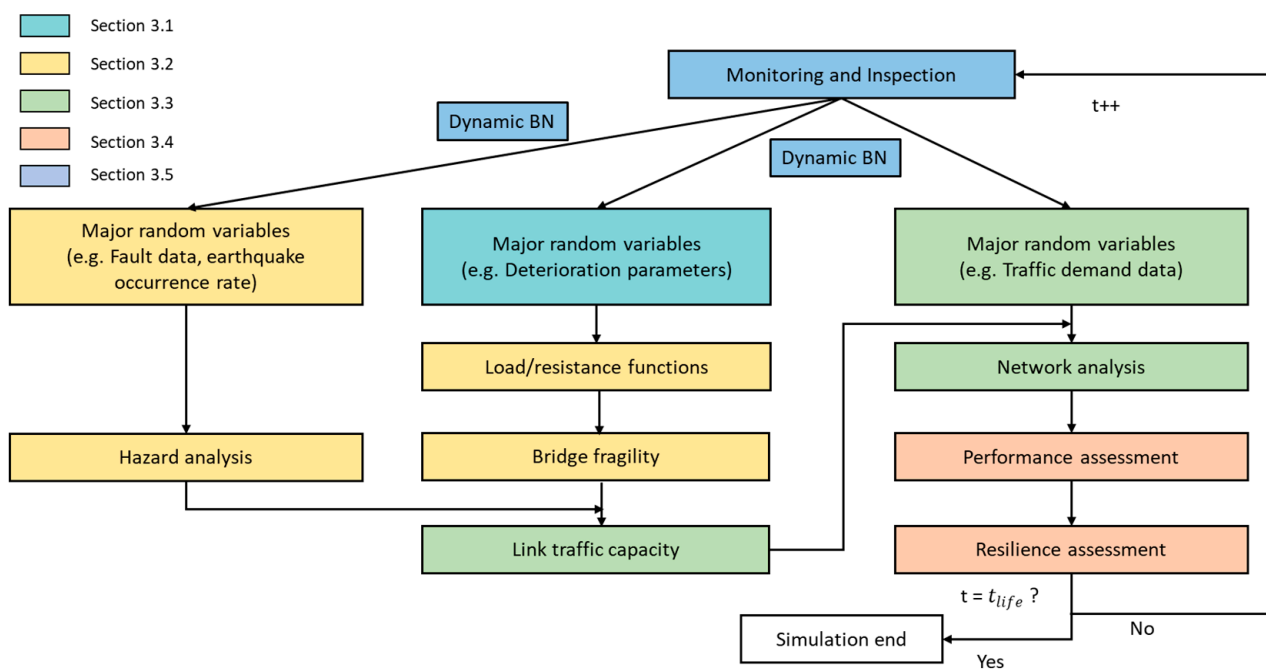 Section 3.1
Section 3.2
Section 3.3
Section 3.4
Section 3.5
Monitoring and Inspection
t++
Dynamic BN
Dynamic BN
Major random variables
(e.g. Fault data, earthquake
occurrence rate)
Major random variables
(e.g. Deterioration parameters)
Major random variables
(e.g. Traffic demand data)
Load/resistance functions
Network analysis
Hazard analysis
Bridge fragility
Performance assessment
Link traffic capacity
Resilience assessment
t = t_life ?
Simulation end
No
Yes